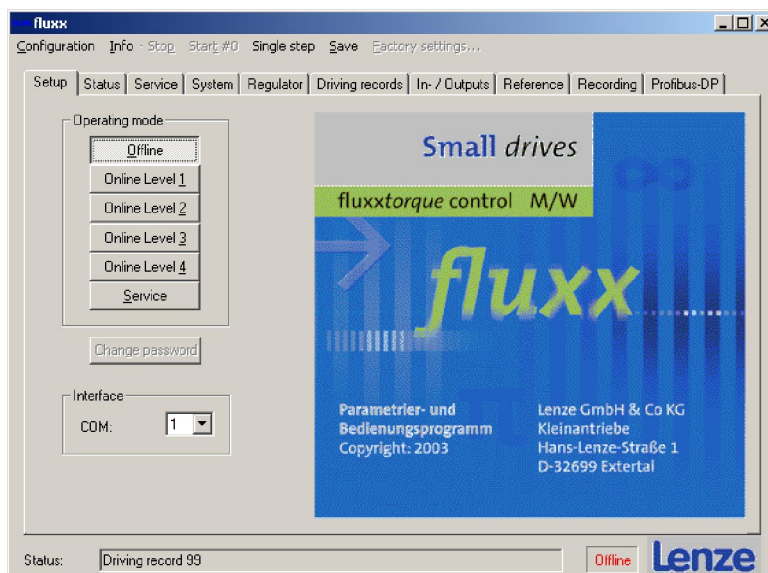 fluxx
Configuration Info Stop Start #0 Single step Save Factory settings...
Setup Status Service System Regulator Driving records In- / Outputs Reference Recording Profibus-DP
Operating mode
Offline
Online Level 1
Online Level 2
Online Level 3
Online Level 4
Service
Change password
Interface
COM: 1
Small drives
fluxxtorque control M/W
fluxx
Parametrier- und
Bedienungsprogramm
Copyright: 2003
Lenze GmbH & Co KG
Kleinantriebe
Hans-Lenze-Straße 1
D-32699 Extertal
Status: Driving record 99 Offline Lenze